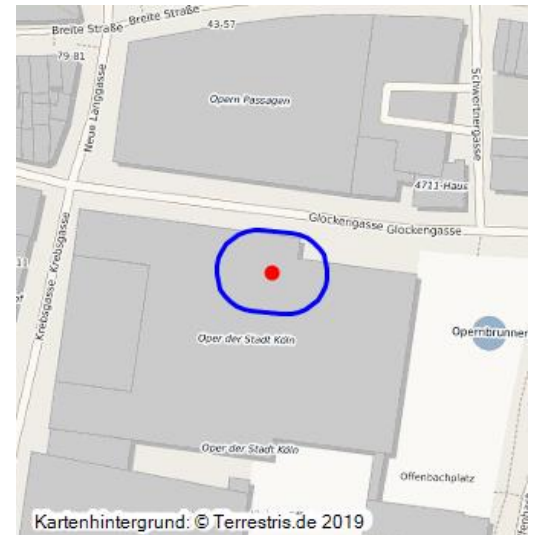 Breite Straße
Breite Straße
43-57
79-81
Neue Langgasse
Opern Passagen
Schwertnergasse
4711-Haus
Glockengasse Glockengasse
Krebsgasse Krebsgasse
11
Opernbrunnen
Oper der Stadt Köln
Oper der Stadt Köln
Offenbachplatz
Kartenhintergrund: © Terrestris.de 2019